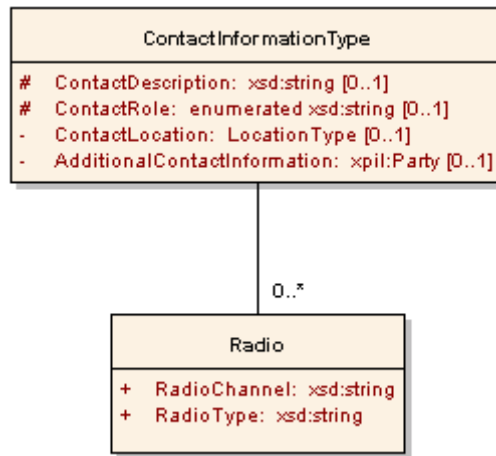 ContactInformationType
# ContactDescription: xsd:string [0..1]
# ContactRole: enumerated xsd:string [0..1]
- ContactLocation: LocationType [0..1]
- AdditionalContactInformation: xpil:Party [0..1]
0..*
Radio
+ RadioChannel: xsd:string
+ RadioType: xsd:string